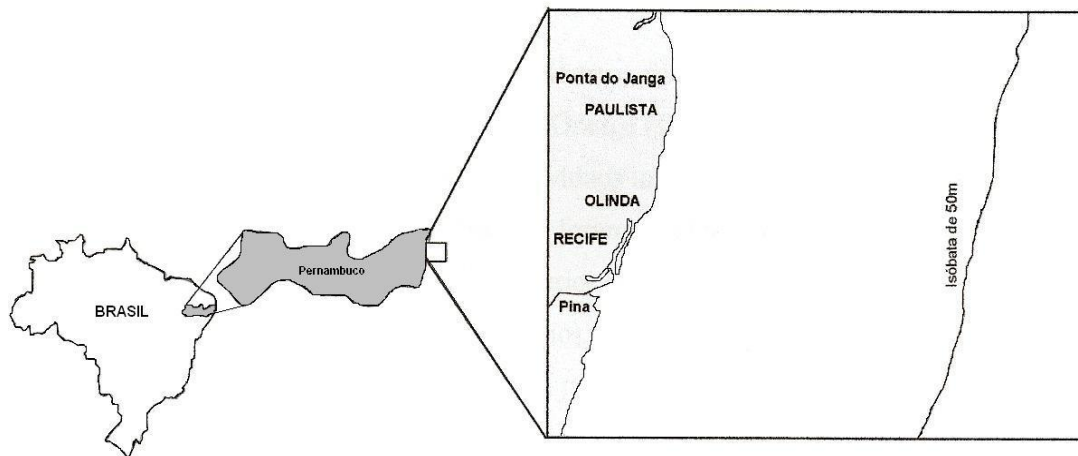 BRASIL
Pernambuco
Ponta do Janga
PAULISTA
OLINDA
RECIFE
Pina
Isóbata de 50m